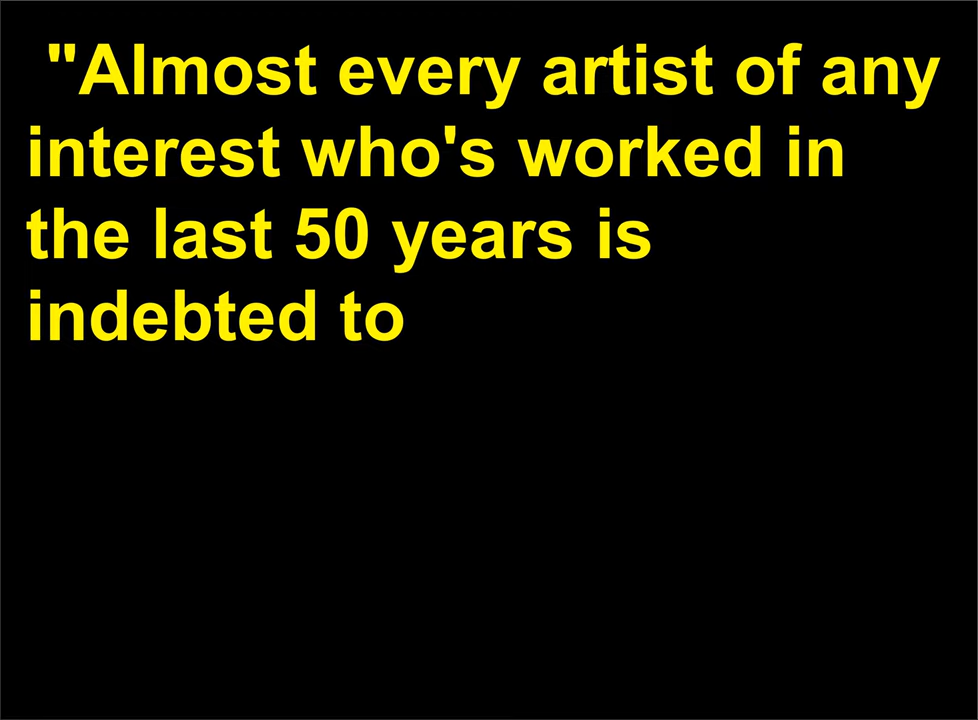 "Almost every artist of any
interest who's worked in
the last 50 years is
indebted to